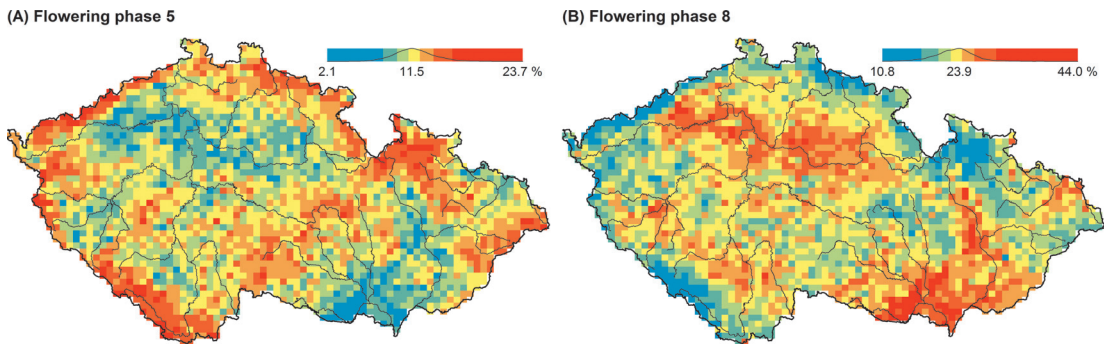 (A) Flowering phase 5
2.1 11.5 23.7 %
(B) Flowering phase 8
10.8 23.9 44.0 %